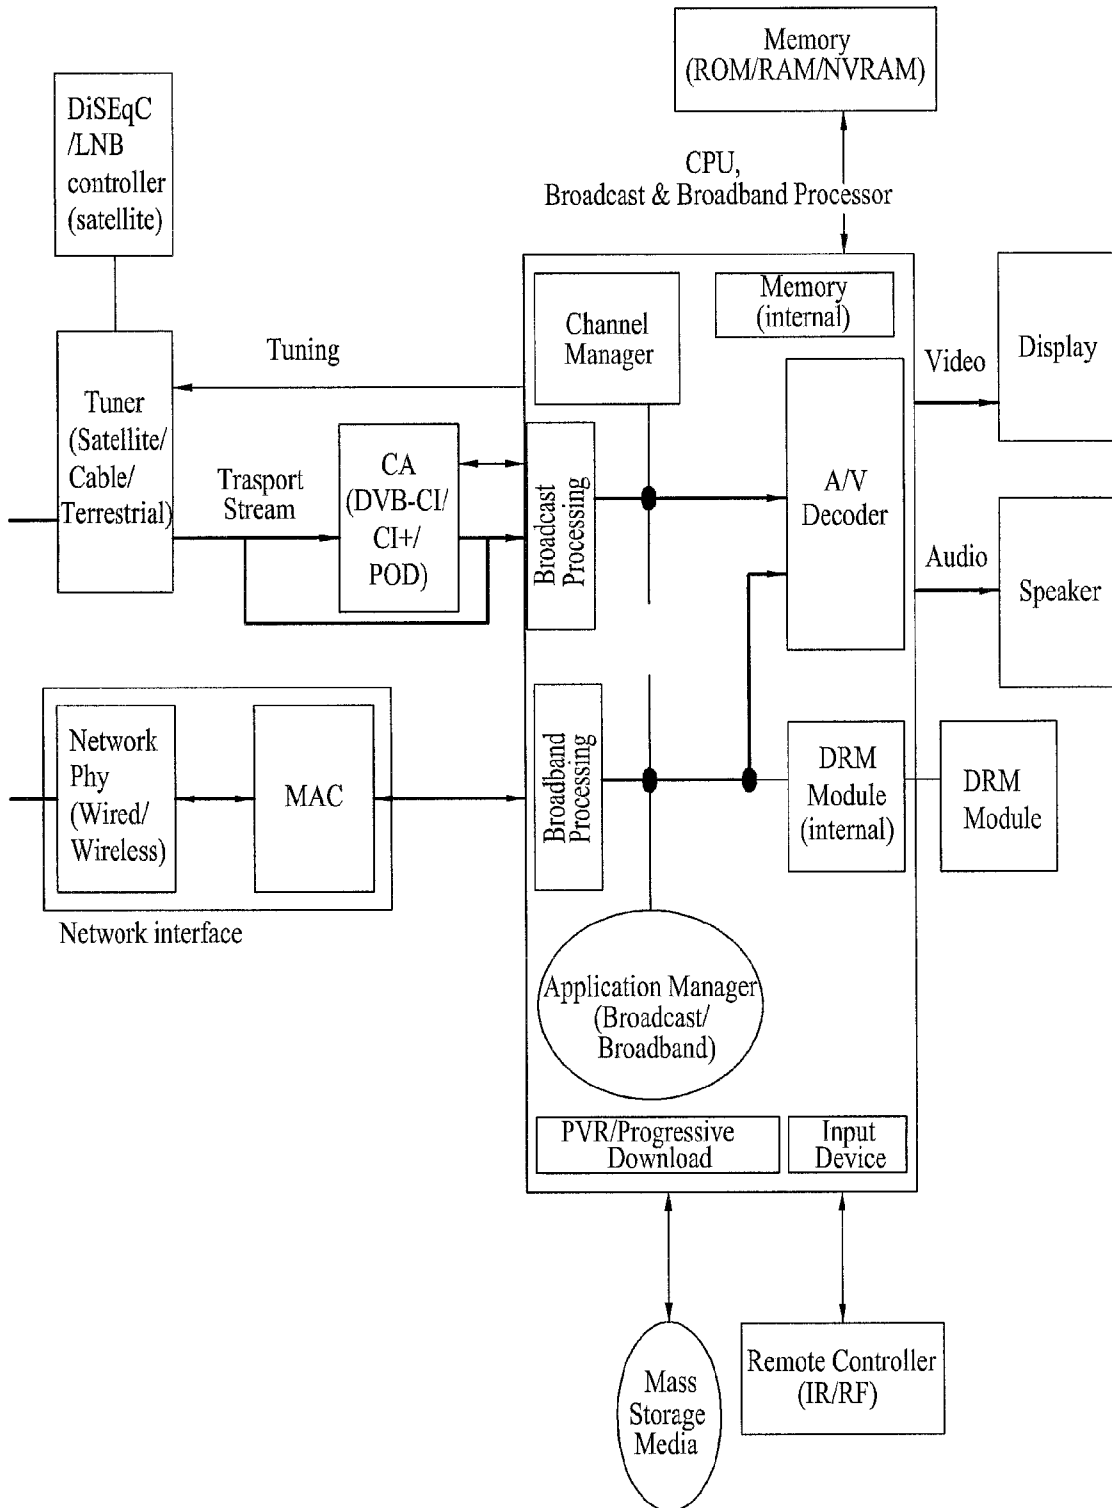 Memory
(ROM/RAM/NVRAM)
DiSEqC
/LNB
controller
(satellite)
CPU,
Broadcast & Broadband Processor
Channel
Manager
Memory
(internal)
Tuning
Video
Display
Tuner
(Satellite/
Cable/
Terrestrial)
Trasport
Stream
CA
(DVB-CI/
CI+/
POD)
Broadcast
Processing
A/V
Decoder
Audio
Speaker
Network
Phy
(Wired/
Wireless)
MAC
Network interface
Broadband
Processing
DRM
Module
(internal)
DRM
Module
Application Manager
(Broadcast/
Broadband)
PVR/Progressive
Download
Input
Device
Mass
Storage
Media
Remote Controller
(IR/RF)